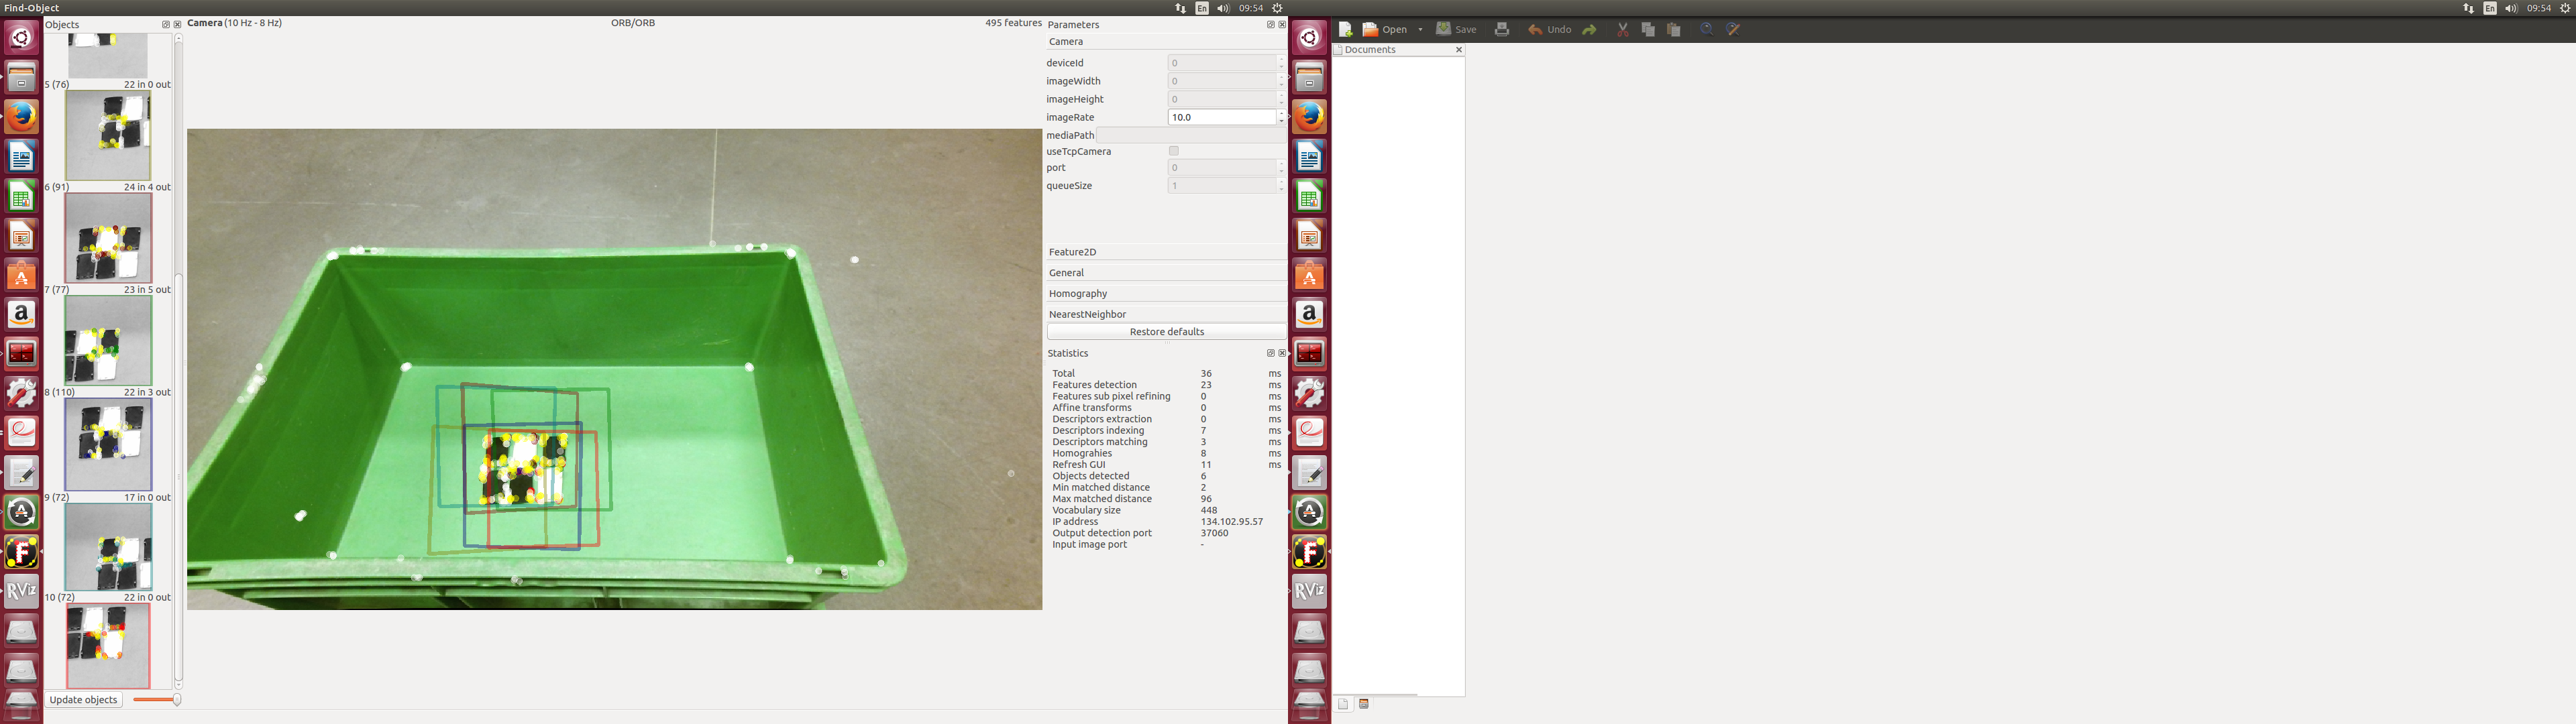 Find-Object
En
09:54
Objects
5 (76) 22 in 0 out
6 (91) 24 in 4 out
7 (77) 23 in 5 out
8 (110) 22 in 3 out
9 (72) 17 in 0 out
10 (72) 22 in 0 out
Update objects
Camera (10 Hz - 8 Hz) ORB/ORB 495 features
Parameters
Camera
deviceId 0
imageWidth 0
imageHeight 0
imageRate 10.0
mediaPath
useTcpCamera
port 0
queueSize 1
Feature2D
General
Homography
NearestNeighbor
Restore defaults
Statistics
Total 36 ms
Features detection 23 ms
Features sub pixel refining 0 ms
Affine transforms 0 ms
Descriptors extraction 0 ms
Descriptors indexing 7 ms
Descriptors matching 3 ms
Homograhies 8 ms
Refresh GUI 11 ms
Objects detected 6
Min matched distance 2
Max matched distance 96
Vocabulary size 448
IP address 134.102.95.57
Output detection port 37060
Input image port -
a
F
RViz
En
09:54
Open Save Undo
Documents
a
F
RViz